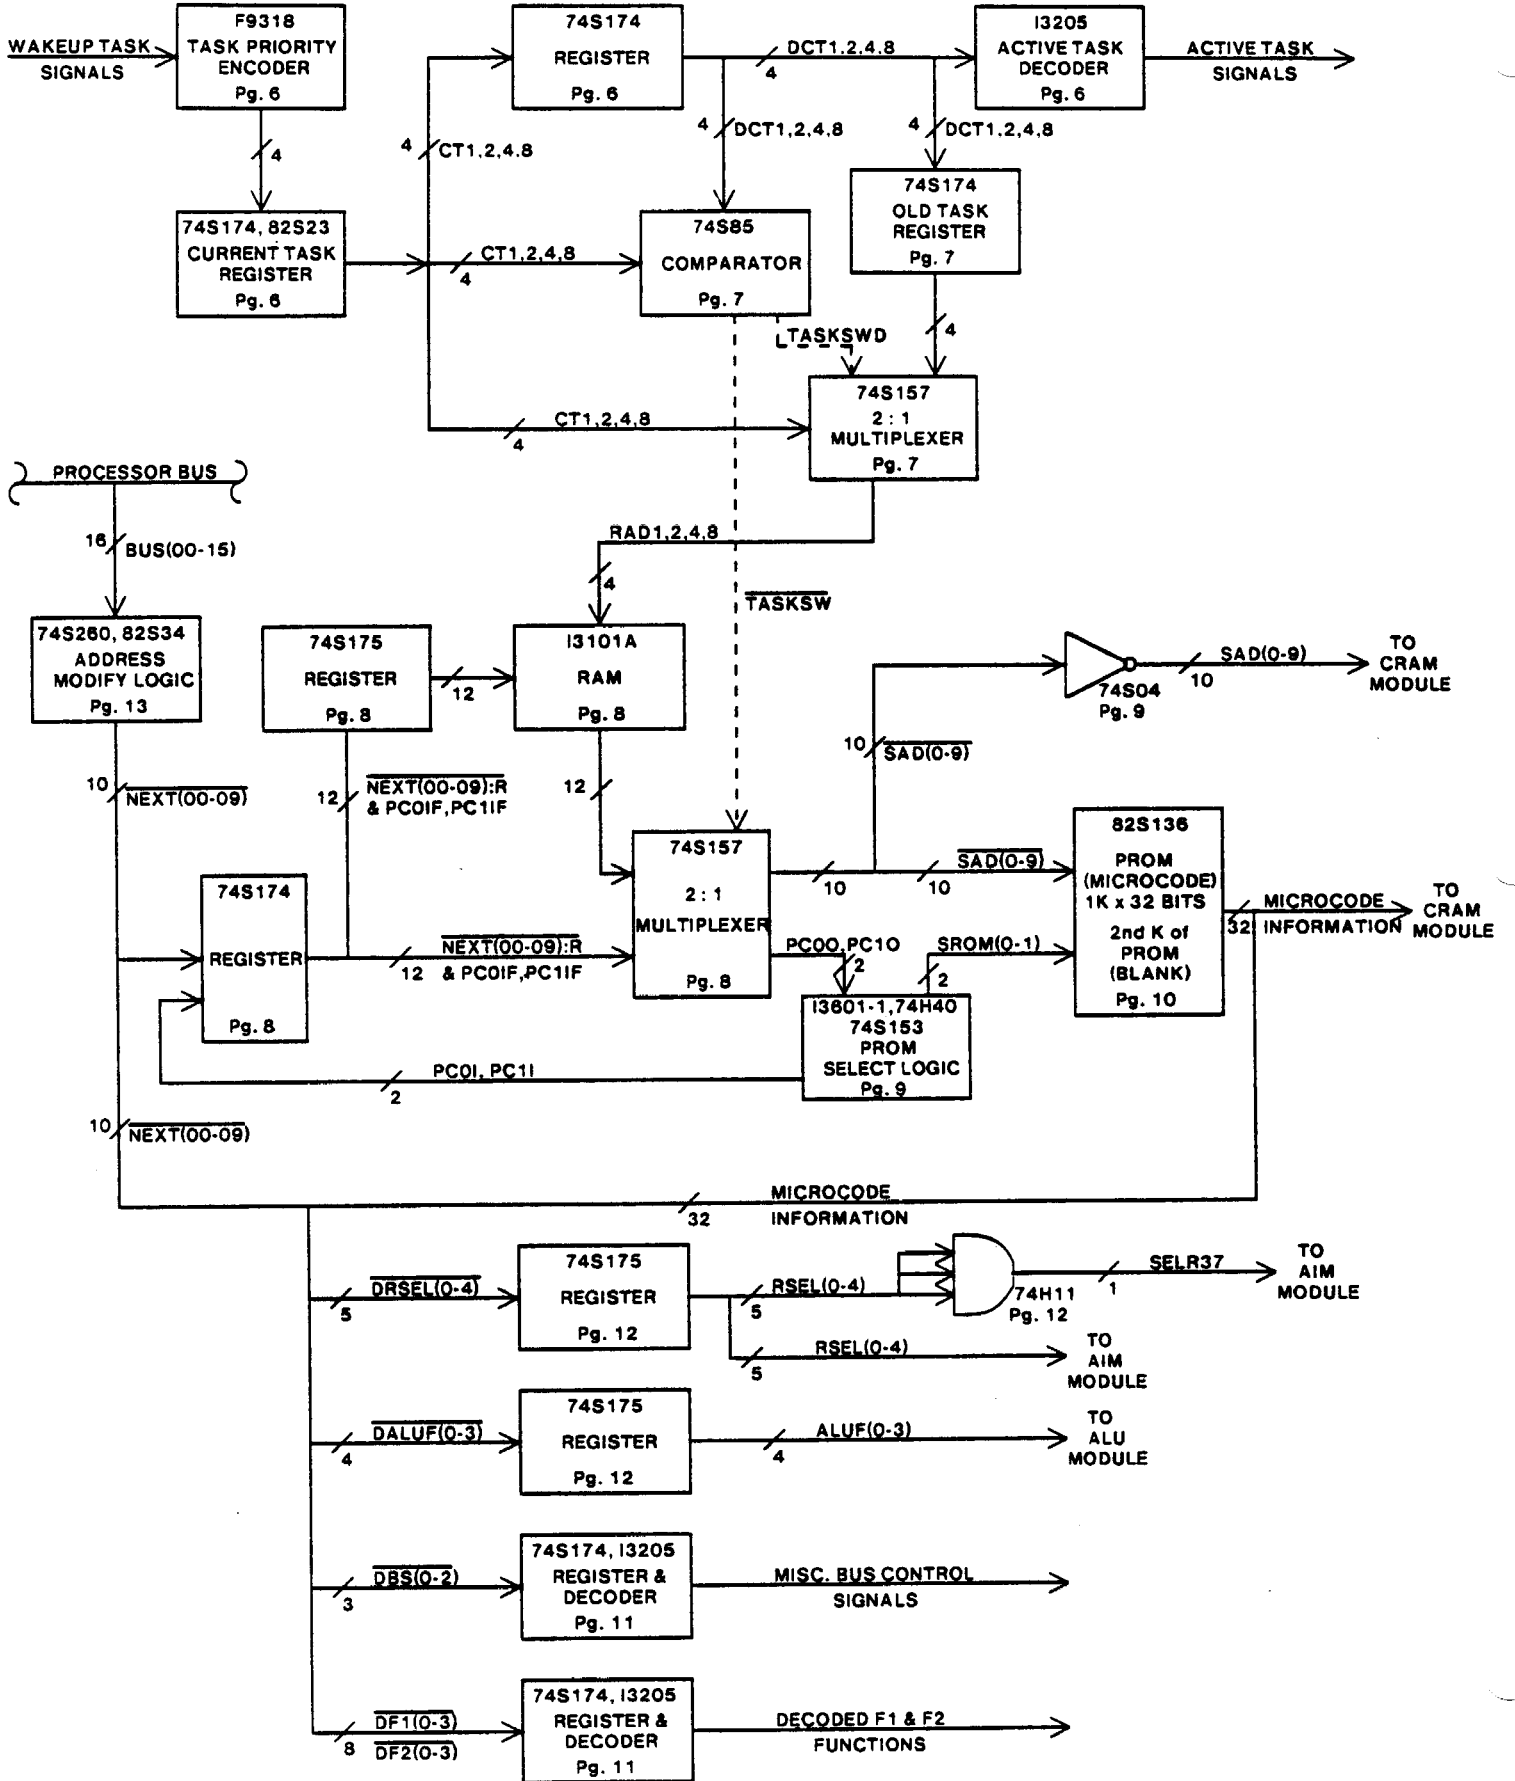 F9318
TASK PRIORITY
ENCODER
Pg. 6
WAKEUP TASK
SIGNALS
74S174
REGISTER
Pg. 6
DCT1,2,4,8
4
I3205
ACTIVE TASK
DECODER
Pg. 6
ACTIVE TASK
SIGNALS
4
4 CT1,2,4,8
4 DCT1,2,4,8
4 DCT1,2,4,8
74S174, 82S23
CURRENT TASK
REGISTER
Pg. 6
CT1,2,4,8
4
74S85
COMPARATOR
Pg. 7
74S174
OLD TASK
REGISTER
Pg. 7
TASKSWD
4
CT1,2,4,8
4
74S157
2 : 1
MULTIPLEXER
Pg. 7
PROCESSOR BUS
16 BUS(00-15)
RAD1,2,4,8
4
TASKSW
74S260, 82S34
ADDRESS
MODIFY LOGIC
Pg. 13
74S175
REGISTER
Pg. 8
12
I3101A
RAM
Pg. 8
74S04
Pg. 9
SAD(0-9)
10
TO
CRAM
MODULE
10 SAD(0-9)
10 NEXT(00-09)
12 NEXT(00-09):R
& PC0IF,PC1IF
12
74S174
REGISTER
Pg. 8
NEXT(00-09):R
12 & PC0IF,PC1IF
74S157
2 : 1
MULTIPLEXER
Pg. 8
10
SAD(0-9)
10
PC0O,PC1O
2
SROM(0-1)
2
82S136
PROM
(MICROCODE)
1K x 32 BITS
2nd K of
PROM
(BLANK)
Pg. 10
32
MICROCODE
INFORMATION
TO
CRAM
MODULE
I3601-1,74H40
74S153
PROM
SELECT LOGIC
Pg. 9
PC0I, PC1I
2
10 NEXT(00-09)
MICROCODE
32 INFORMATION
DRSEL(0-4)
5
74S175
REGISTER
Pg. 12
RSEL(0-4)
5
74H11
Pg. 12
SELR37
1
TO
AIM
MODULE
RSEL(0-4)
5
TO
AIM
MODULE
DALUF(0-3)
4
74S175
REGISTER
Pg. 12
ALUF(0-3)
4
TO
ALU
MODULE
DBS(0-2)
3
74S174, I3205
REGISTER &
DECODER
Pg. 11
MISC. BUS CONTROL
SIGNALS
DF1(0-3)
8 DF2(0-3)
74S174, I3205
REGISTER &
DECODER
Pg. 11
DECODED F1 & F2
FUNCTIONS